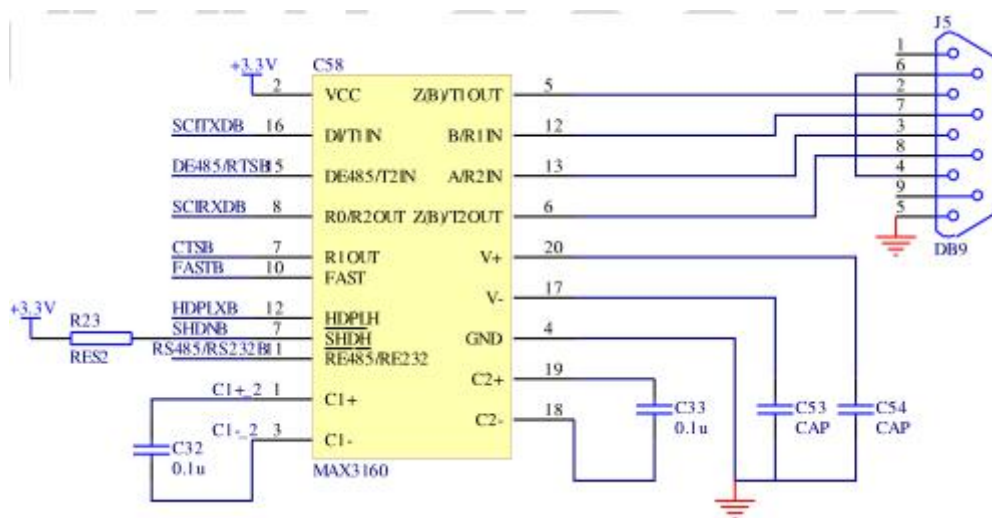 J5
C58
+3.3V
2 VCC
Z(B)/T1OUT 5
SCITXDB 16 DI/T1IN
B/R1IN 12
DE485/RTSB 15 DE485/T2IN
A/R2IN 13
SCIRXDB 8 R0/R2OUT
Z(B)/T2OUT 6
CTSB 7 R1OUT
V+ 20
FASTB 10 FAST
V- 17
HDPLXB 12 HDPLH
+3.3V
R23
RES2
SHDNB 7 SHDH
GND 4
RS485/RS232B 11 RE485/RE232
C2+ 19
C1+_2 1 C1+
C2- 18
C1-_2 3 C1-
C32
0.1u
C33
0.1u
C53
CAP
C54
CAP
MAX3160
1
6
2
7
3
8
4
9
5
DB9